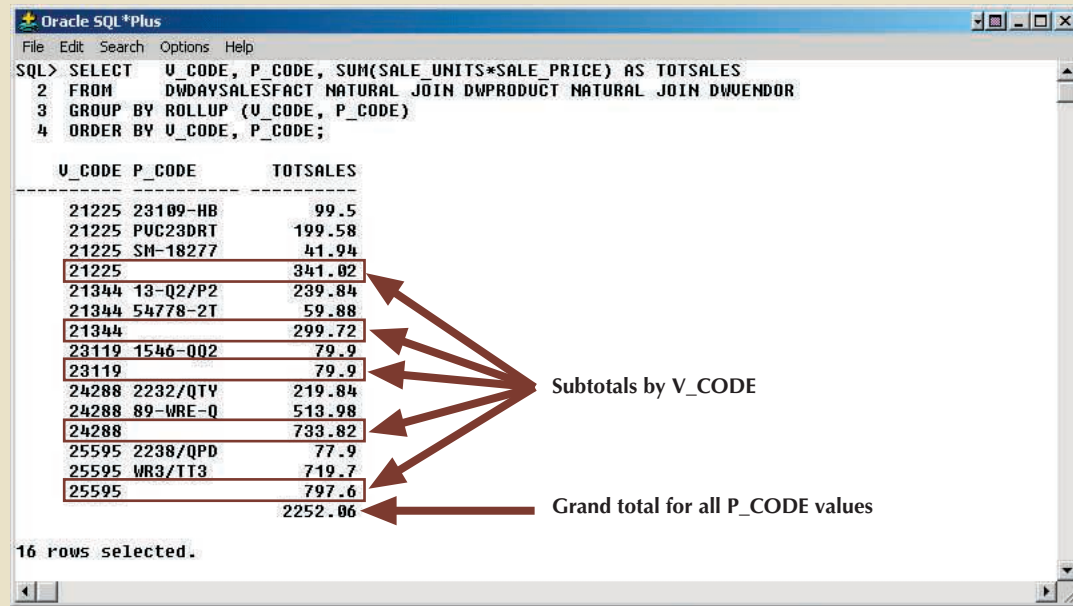 Oracle SQL*Plus
File Edit Search Options Help
SQL> SELECT V_CODE, P_CODE, SUM(SALE_UNITS*SALE_PRICE) AS TOTSALES
2 FROM DWDAYSALESFACT NATURAL JOIN DWPRODUCT NATURAL JOIN DWVENDOR
3 GROUP BY ROLLUP (V_CODE, P_CODE)
4 ORDER BY V_CODE, P_CODE;
V_CODE P_CODE TOTSALES
---------- ---------- ----------
21225 23109-HB 99.5
21225 PVC23DRT 199.58
21225 SM-18277 41.94
21225 341.02
21344 13-Q2/P2 239.84
21344 54778-2T 59.88
21344 299.72
23119 1546-QQ2 79.9
23119 79.9
24288 2232/QTY 219.84
Subtotals by V_CODE
24288 89-WRE-Q 513.98
24288 733.82
25595 2238/QPD 77.9
25595 WR3/TT3 719.7
25595 797.6
2252.06
Grand total for all P_CODE values
16 rows selected.